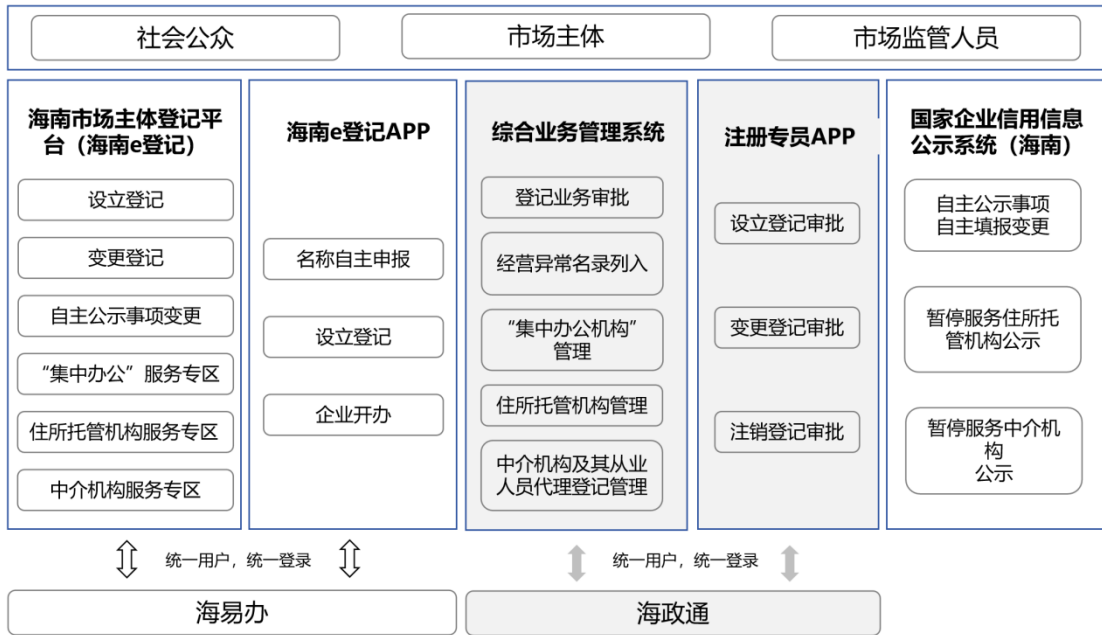 社会公众
市场主体
市场监管人员
海南市场主体登记平
台（海南e登记）
设立登记
变更登记
自主公示事项变更
“集中办公”服务专区
住所托管机构服务专区
中介机构服务专区
海南e登记APP
名称自主申报
设立登记
企业开办
综合业务管理系统
登记业务审批
经营异常名录列入
“集中办公机构”
管理
住所托管机构管理
中介机构及其从业
人员代理登记管理
注册专员APP
设立登记审批
变更登记审批
注销登记审批
国家企业信用信息
公示系统（海南）
自主公示事项
自主填报变更
暂停服务住所托
管机构公示
暂停服务中介机
构
公示
统一用户，统一登录
统一用户，统一登录
海易办
海政通